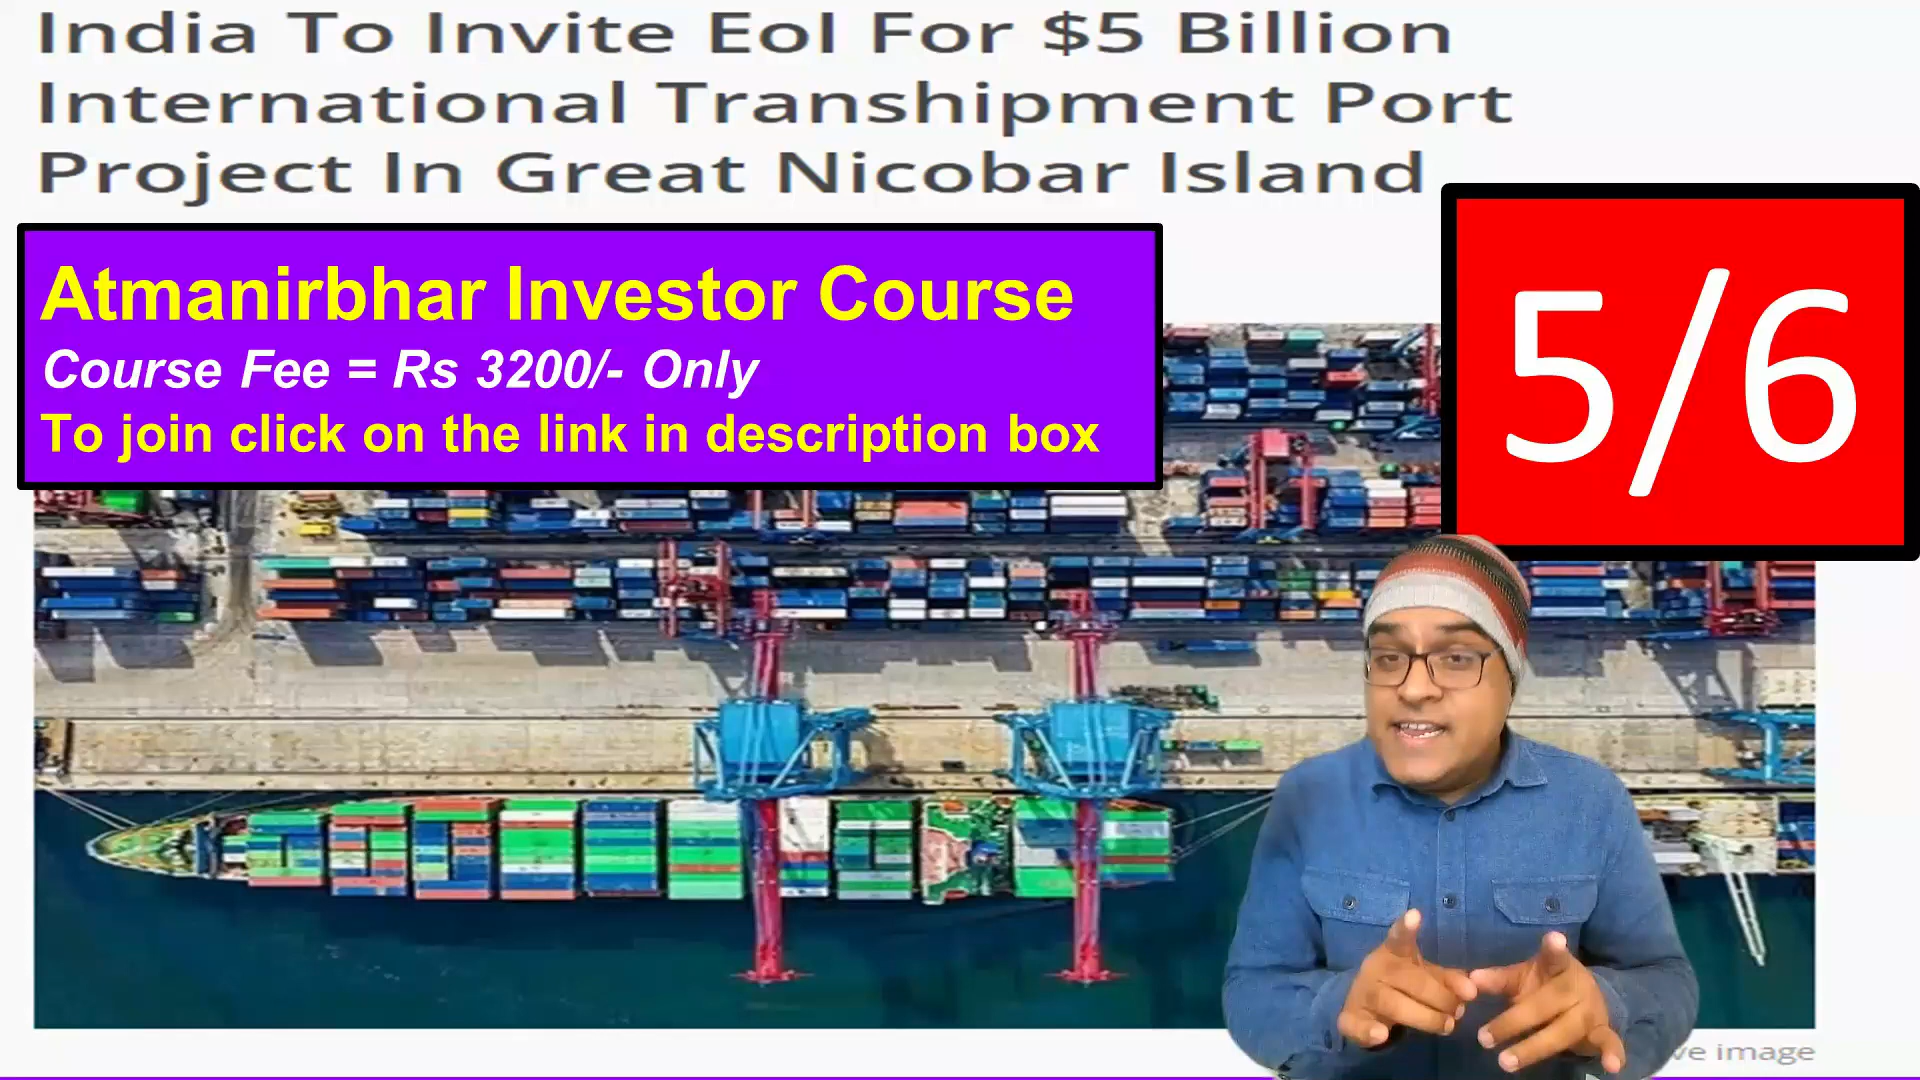 India To Invite EoI For $5 Billion
International Transhipment Port
Project In Great Nicobar Island
Atmanirbhar Investor Course
Course Fee = Rs 3200/- Only
To join click on the link in description box
5/6
image